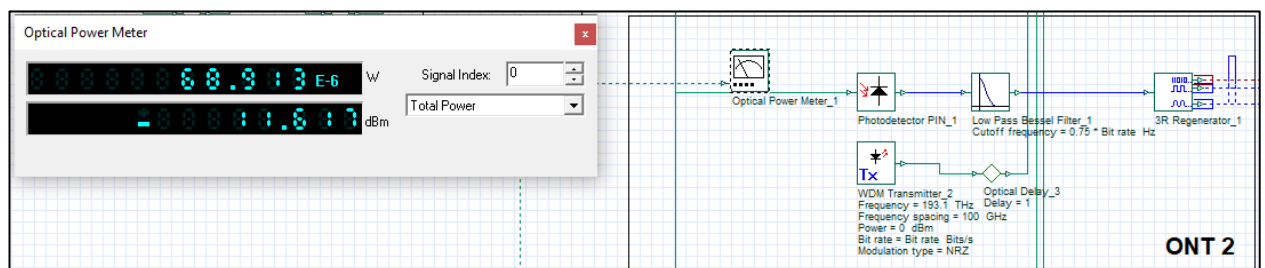 Optical Power Meter
x
68.913 E-6 W
Signal Index: 0
-11.617 dBm
Total Power
Optical Power Meter_1
Photodetector PIN_1
Low Pass Bessel Filter_1
Cutoff frequency = 0.75 * Bit rate Hz
3R Regenerator_1
Tx
WDM Transmitter_2
Frequency = 193.1 THz
Frequency spacing = 100 GHz
Power = 0 dBm
Bit rate = Bit rate Bits/s
Modulation type = NRZ
Optical Delay_3
Delay = 1
ONT 2